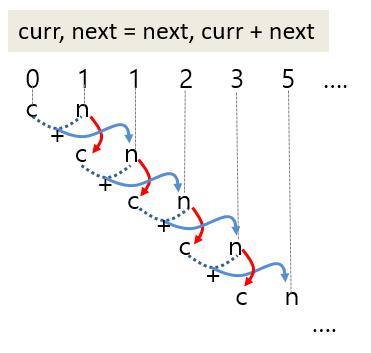 curr, next = next, curr + next
0 1 1 2 3 5 ....
c n
+
c n
+
c n
+
c n
+
c n
....